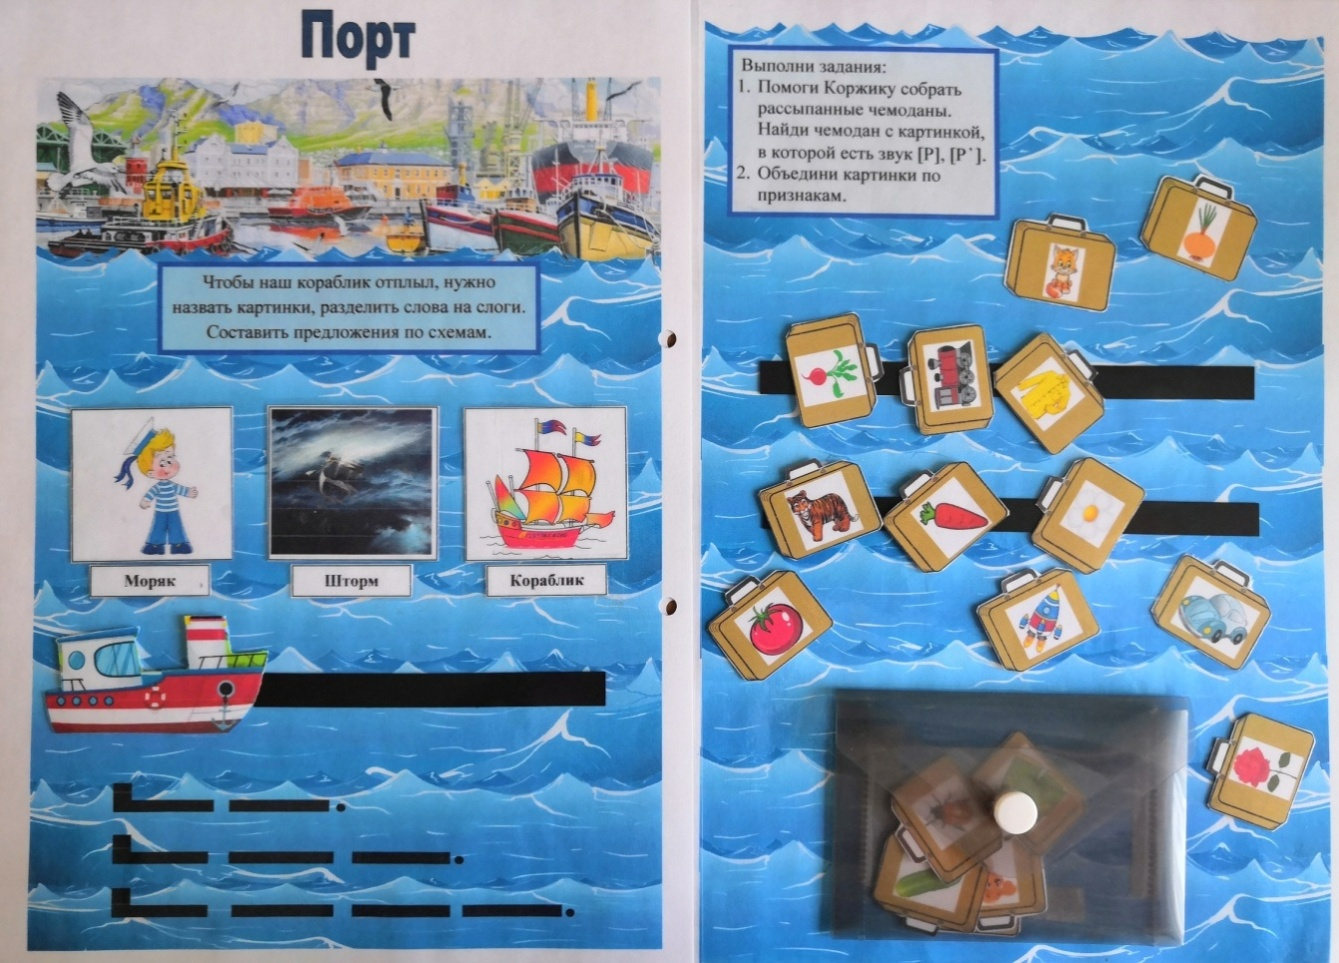 Порт
Чтобы наш кораблик отплыл, нужно
назвать картинки, разделить слова на слоги.
Составить предложения по схемам.
Моряк
Шторм
Кораблик
Выполни задания:
1. Помоги Коржику собрать
рассыпанные чемоданы.
Найди чемодан с картинкой,
в которой есть звук [Р], [Р`].
2. Объедини картинки по
признакам.